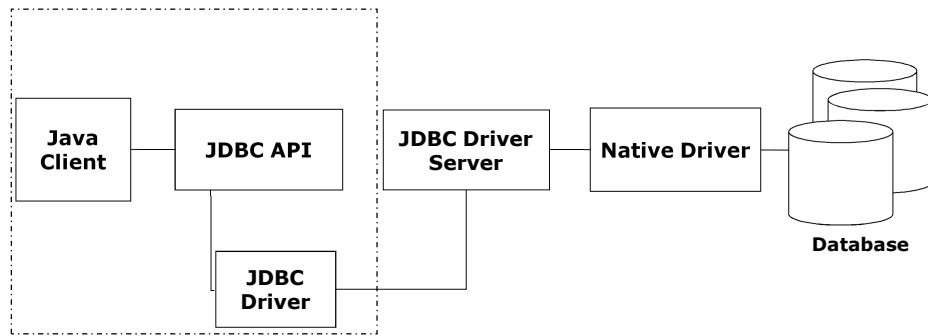 Java
Client
JDBC API
JDBC Driver
Server
Native Driver
Database
JDBC
Driver